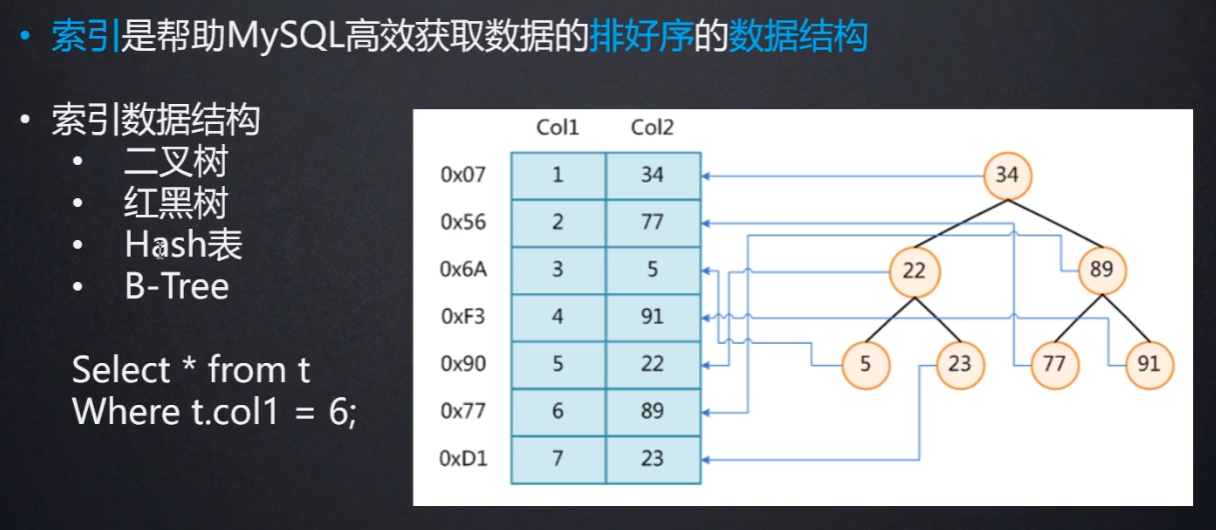 • 索引是帮助MySQL高效获取数据的排好序的数据结构
• 索引数据结构
• 二叉树
• 红黑树
• Hash表
• B-Tree
Select * from t
Where t.col1 = 6;
Col1 Col2
0x07 1 34
0x56 2 77
0x6A 3 5
0xF3 4 91
0x90 5 22
0x77 6 89
0xD1 7 23
34
22 89
5 23 77 91